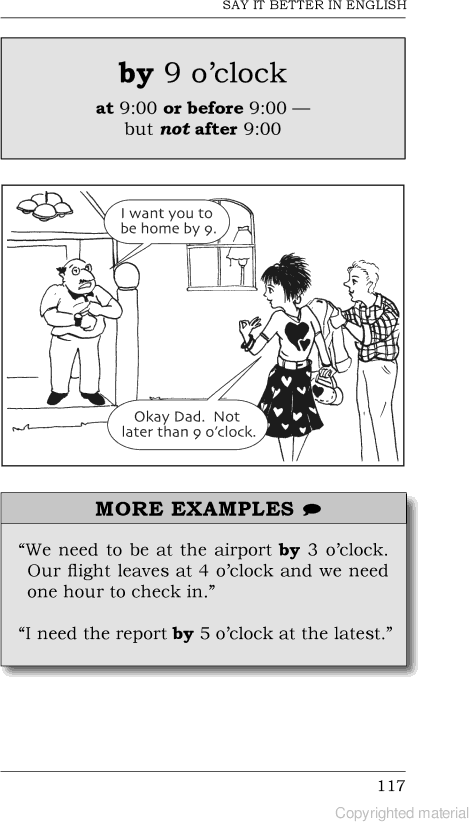 SAY IT BETTER IN ENGLISH
by 9 o’clock
at 9:00 or before 9:00 —
but not after 9:00
I want you to
be home by 9.
Okay Dad. Not
later than 9 o’clock.
MORE EXAMPLES
“We need to be at the airport by 3 o’clock.
Our flight leaves at 4 o’clock and we need
one hour to check in.”
“I need the report by 5 o’clock at the latest.”
117
Copyrighted material